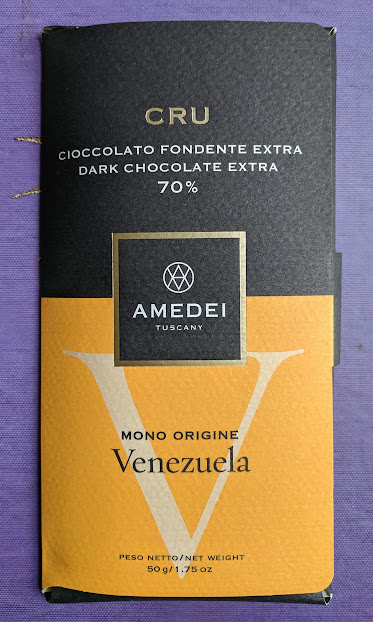 CRU
CIOCCOLATO FONDENTE EXTRA
DARK CHOCOLATE EXTRA
70%
AMEDEI
TUSCANY
V
MONO ORIGINE
Venezuela
PESO NETTO/NET WEIGHT
50g/1.75 oz